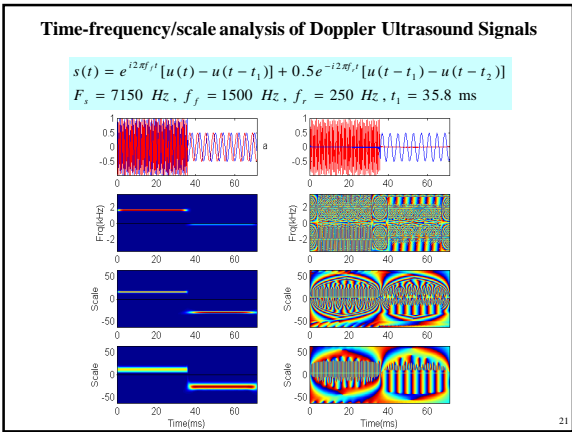 Time-frequency/scale analysis of Doppler Ultrasound Signals
s(t) = e^{i2πf_f t}[u(t) − u(t − t_1)] + 0.5e^{−i2πf_r t}[u(t − t_1) − u(t − t_2)]
F_s = 7150 Hz , f_f = 1500 Hz , f_r = 250 Hz , t_1 = 35.8 ms
0.5
0
-0.5
0 20 40 60
a
0.5
0
-0.5
0 20 40 60
Frq(kHz)
2
0
-2
0 20 40 60
Frq(kHz)
2
0
-2
0 20 40 60
Scale
50
0
-50
0 20 40 60
Scale
50
0
-50
0 20 40 60
Scale
50
0
-50
0 20 40 60
Time(ms)
Scale
50
0
-50
0 20 40 60
Time(ms)
21